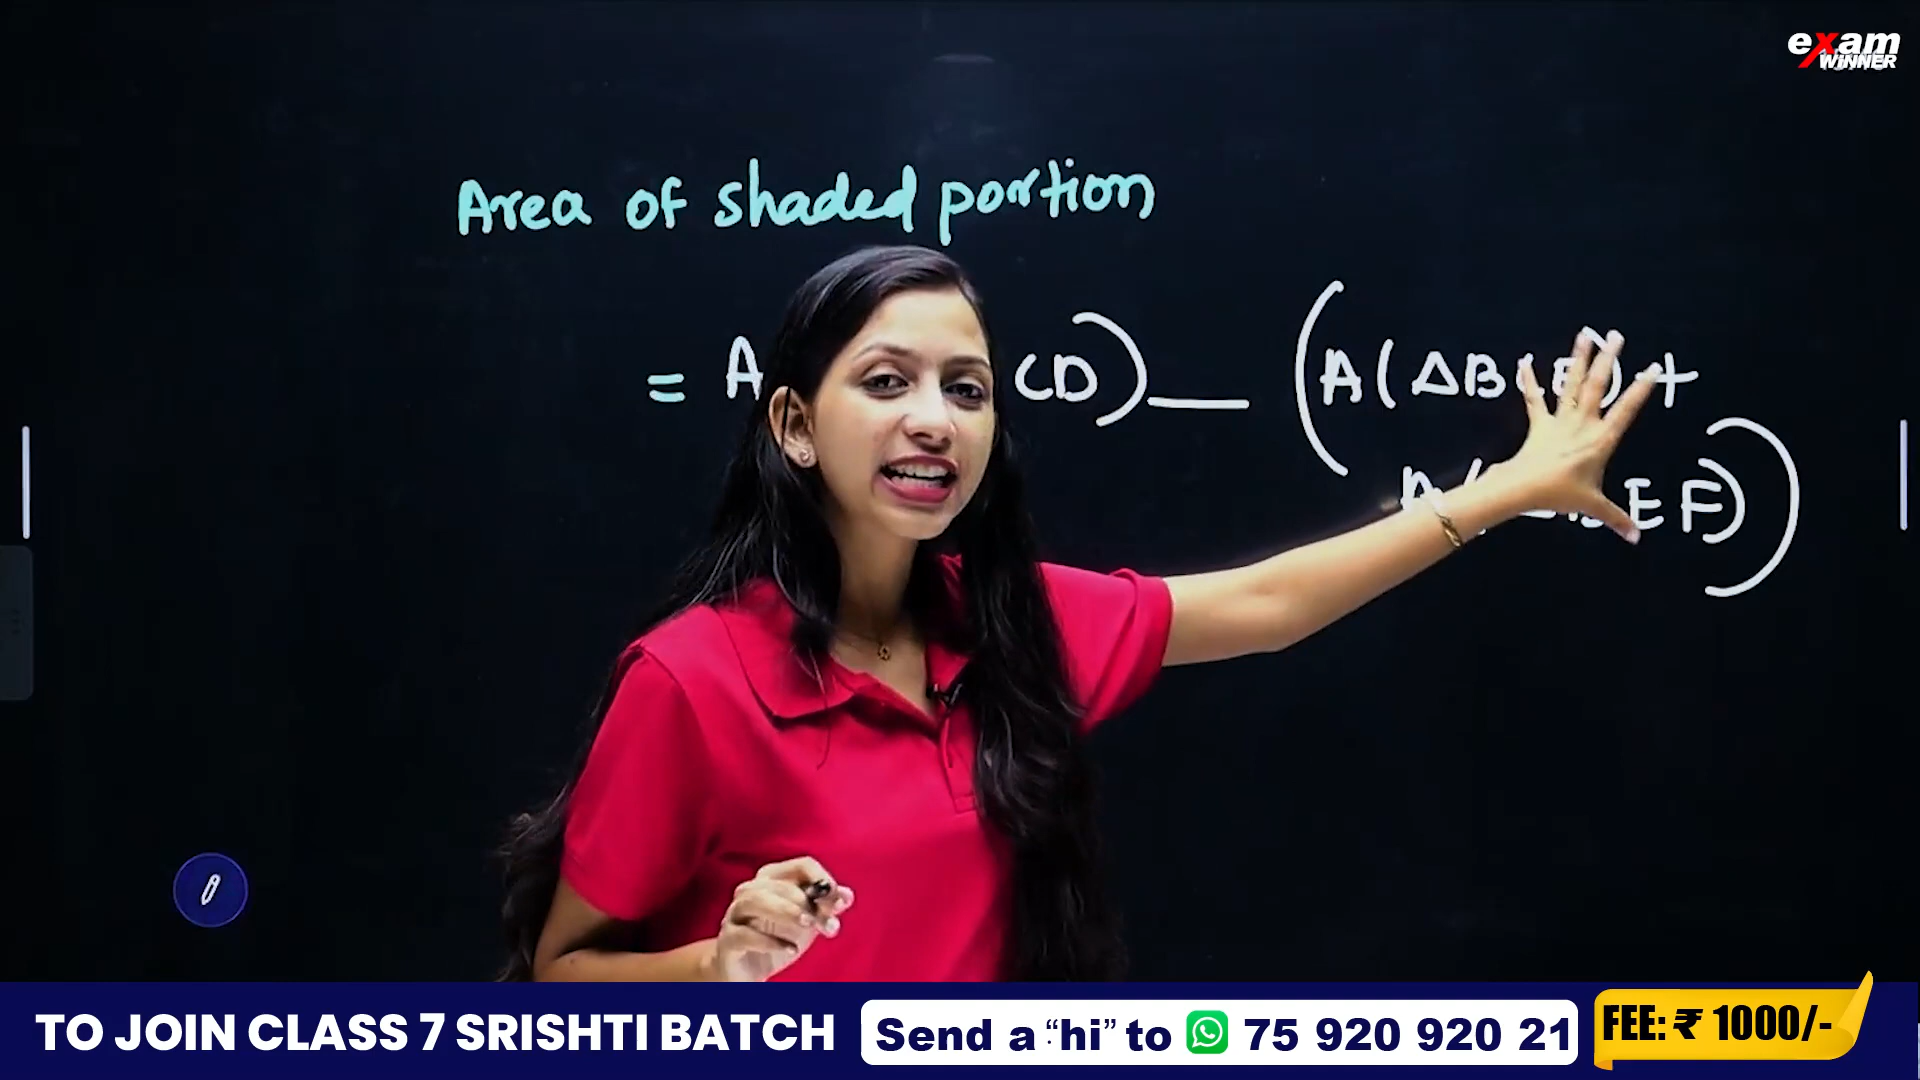 exam
WINNER
Area of shaded portion
= A CD) — (A(ΔBCE) +
EF))
TO JOIN CLASS 7 SRISHTI BATCH
Send a “hi” to 75 920 920 21
FEE: ₹ 1000/-